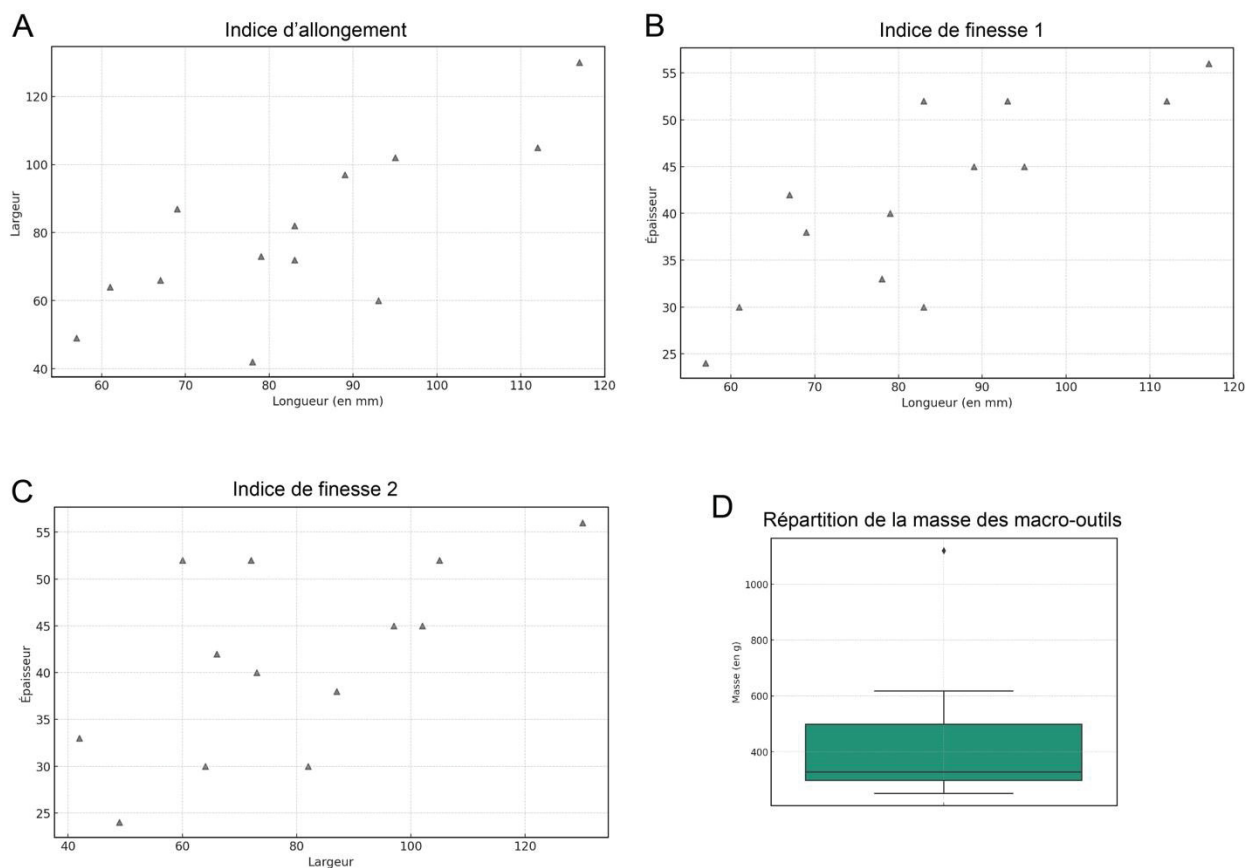 A
Indice d’allongement
Largeur
120
100
80
60
40
60 70 80 90 100 110 120
Longueur (en mm)
B
Indice de finesse 1
Épaisseur
55
50
45
40
35
30
25
60 70 80 90 100 110 120
Longueur (en mm)
C
Indice de finesse 2
Épaisseur
55
50
45
40
35
30
25
40 60 80 100 120
Largeur
D
Répartition de la masse des macro-outils
Masse (en g)
1000
800
600
400